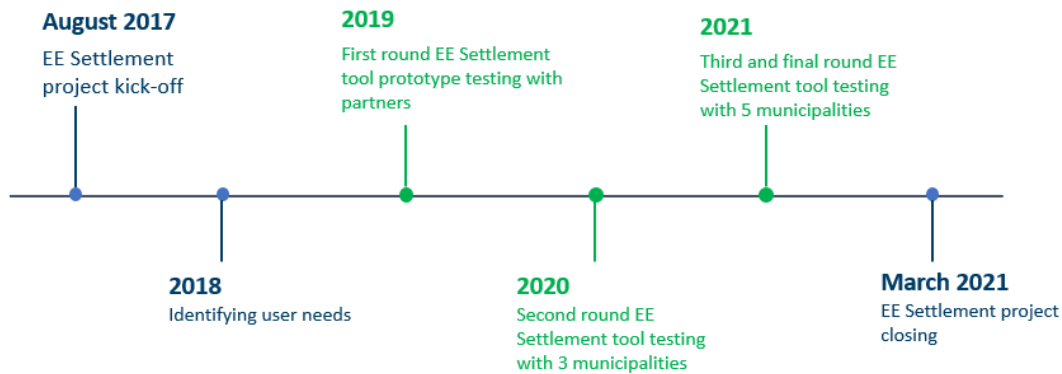 August 2017
EE Settlement
project kick-off
2018
Identifying user needs
2019
First round EE Settlement
tool prototype testing with
partners
2020
Second round EE
Settlement tool testing
with 3 municipalities
2021
Third and final round EE
Settlement tool testing
with 5 municipalities
March 2021
EE Settlement project
closing